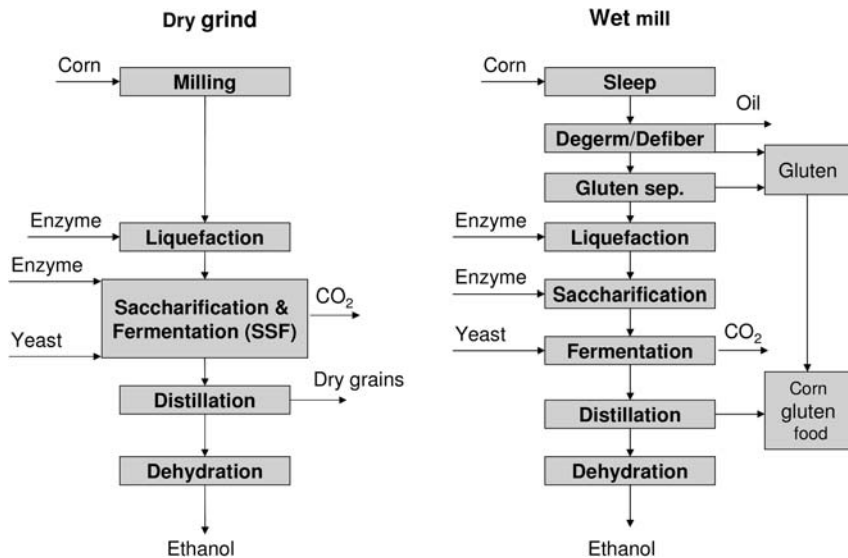 Dry grind
Corn
Milling
Enzyme
Liquefaction
Enzyme
Saccharification &
Fermentation (SSF)
CO₂
Yeast
Dry grains
Distillation
Dehydration
Ethanol
Wet mill
Corn
Sleep
Oil
Degerm/Defiber
Gluten
Gluten sep.
Enzyme
Liquefaction
Enzyme
Saccharification
Yeast
Fermentation
CO₂
Distillation
Corn
gluten
food
Dehydration
Ethanol